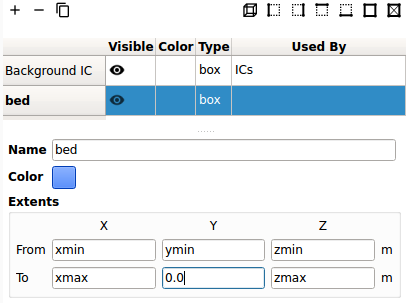 Visible Color Type Used By
Background IC box ICs
bed box
Name bed
Color
Extents
X Y Z
From xmin ymin zmin m
To xmax 0.0 zmax m